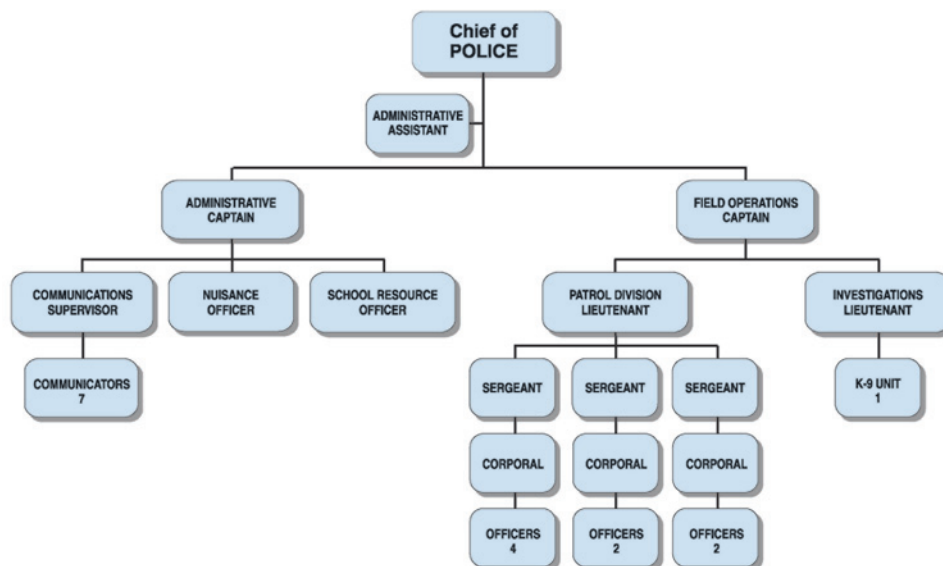 Chief of
POLICE
ADMINISTRATIVE
ASSISTANT
ADMINISTRATIVE
CAPTAIN
FIELD OPERATIONS
CAPTAIN
COMMUNICATIONS
SUPERVISOR
NUISANCE
OFFICER
SCHOOL RESOURCE
OFFICER
PATROL DIVISION
LIEUTENANT
INVESTIGATIONS
LIEUTENANT
COMMUNICATORS
7
SERGEANT
SERGEANT
SERGEANT
K-9 UNIT
1
CORPORAL
CORPORAL
CORPORAL
OFFICERS
4
OFFICERS
2
OFFICERS
2